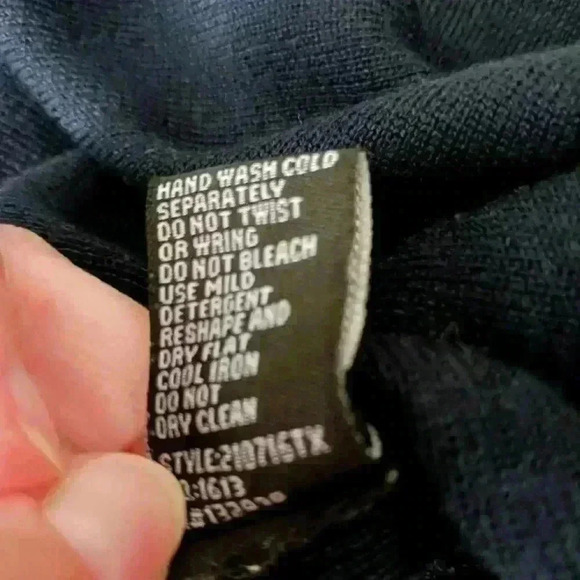 HAND WASH COLD
SEPARATELY
DO NOT TWIST
OR WRING
DO NOT BLEACH
USE MILD
DETERGENT
RESHAPE AND
DRY FLAT
COOL IRON
DO NOT
DRY CLEAN
STYLE:210716TX
:1613